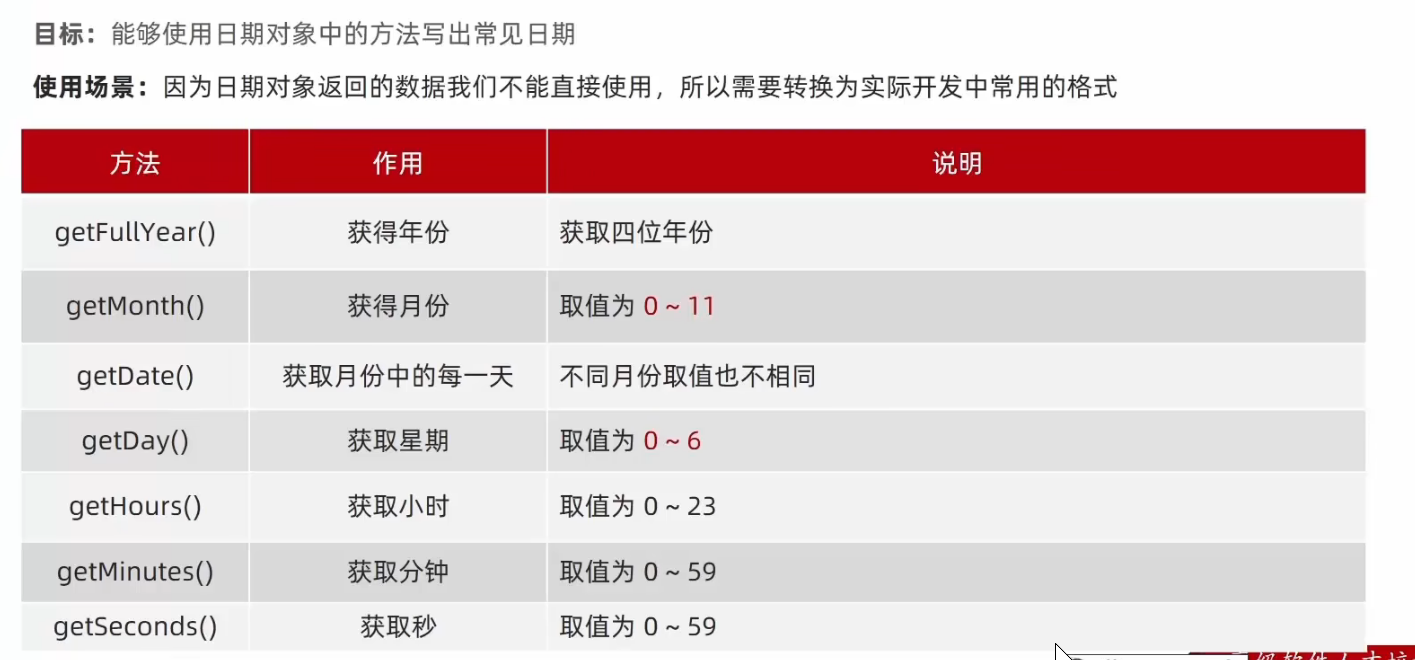 目标：能够使用日期对象中的方法写出常见日期
使用场景：因为日期对象返回的数据我们不能直接使用，所以需要转换为实际开发中常用的格式
方法 作用 说明
getFullYear() 获得年份 获取四位年份
getMonth() 获得月份 取值为 0 ~ 11
getDate() 获取月份中的每一天 不同月份取值也不相同
getDay() 获取星期 取值为 0 ~ 6
getHours() 获取小时 取值为 0 ~ 23
getMinutes() 获取分钟 取值为 0 ~ 59
getSeconds() 获取秒 取值为 0 ~ 59